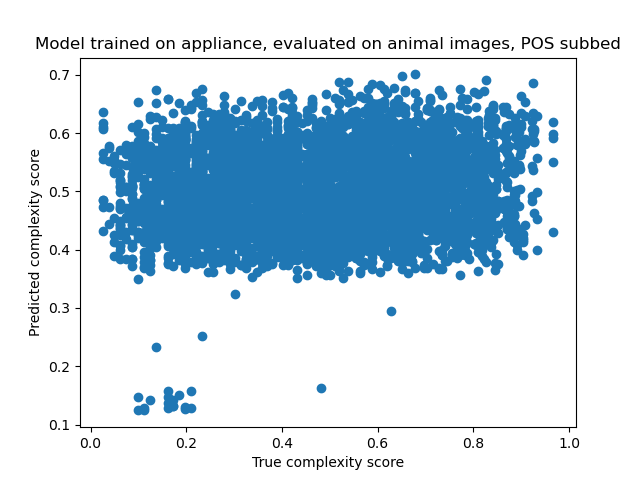 Model trained on appliance, evaluated on animal images, POS subbed
0.7
0.6
0.5
0.4
0.3
0.2
0.1
Predicted complexity score
0.0 0.2 0.4 0.6 0.8 1.0
True complexity score